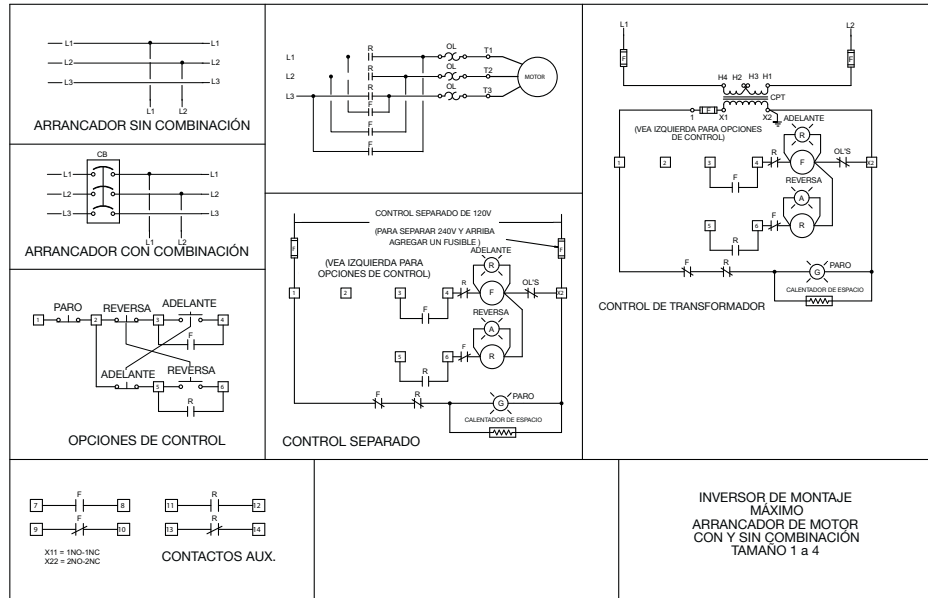 L1
L1
L2
L2
L3
L3
L1
L2
ARRANCADOR SIN COMBINACIÓN
CB
L1
L1
L2
L2
L3
L3
L1
L2
ARRANCADOR CON COMBINACIÓN
PARO
REVERSA
ADELANTE
1
2
3
4
F
ADELANTE
REVERSA
5
6
R
OPCIONES DE CONTROL
R
OL
T1
L1
R
OL
T2
L2
MOTOR
R
OL
T3
L3
F
F
F
CONTROL SEPARADO DE 120V
(PARA SEPARAR 240V Y ARRIBA
AGREGAR UN FUSIBLE )
F
F
ADELANTE
(VEA IZQUIERDA PARA
OPCIONES DE CONTROL)
R
OL'S
1
2
3
4
R
F
X2
F
REVERSA
A
5
6
F
R
R
F
R
G
PARO
CALENTADOR DE ESPACIO
CONTROL SEPARADO
L1
L2
F
F
H4
H2
H3
H1
CPT
1
F
X1
X2
(VEA IZQUIERDA PARA OPCIONES
DE CONTROL)
ADELANTE
R
OL'S
1
2
3
4
R
F
X2
F
REVERSA
A
5
6
F
R
R
F
R
G
PARO
CALENTADOR DE ESPACIO
CONTROL DE TRANSFORMADOR
7
F
8
11
R
12
9
F
10
13
R
14
X11 = 1NO-1NC
X22 = 2NO-2NC
CONTACTOS AUX.
INVERSOR DE MONTAJE
MÁXIMO
ARRANCADOR DE MOTOR
CON Y SIN COMBINACIÓN
TAMAÑO 1 a 4